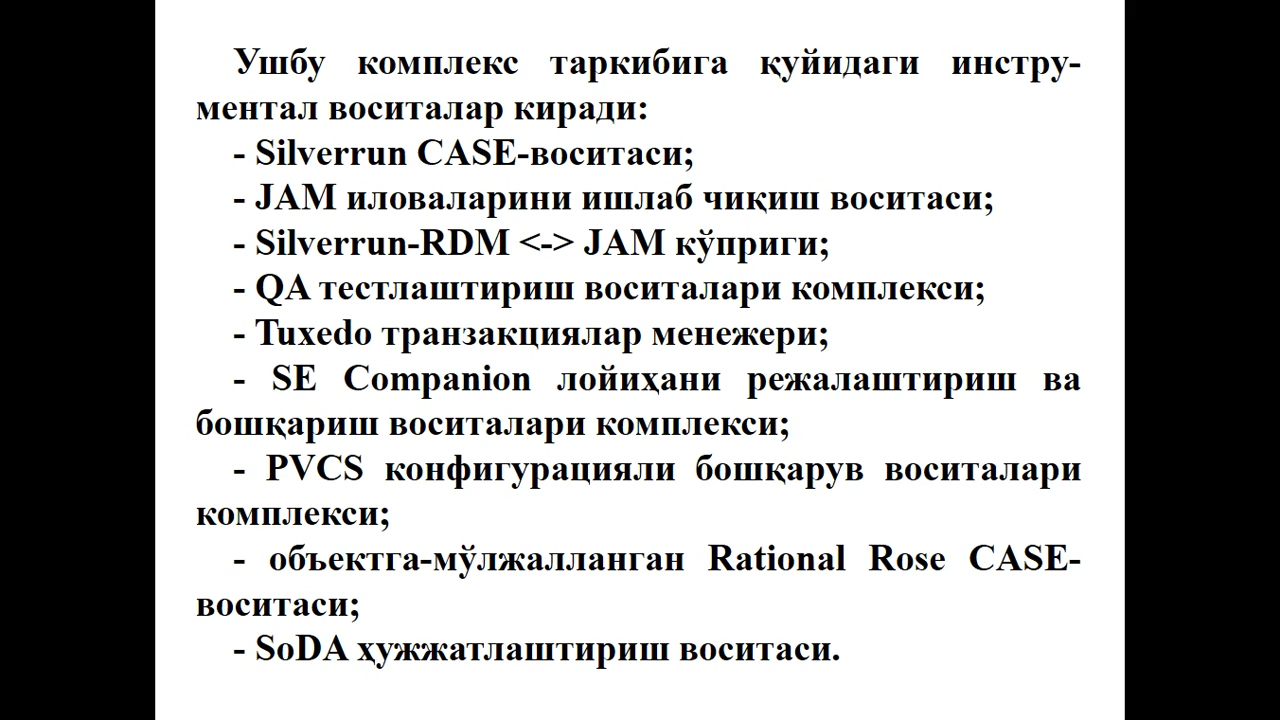 Ушбу комплекс таркибига қуйидаги инстру-
ментал воситалар киради:
- Silverrun CASE-воситаси;
- JAM иловаларини ишлаб чиқиш воситаси;
- Silverrun-RDM <-> JAM кўприги;
- QA тестлаштириш воситалари комплекси;
- Tuxedo транзакциялар менежери;
- SE Companion лойиҳани режалаштириш ва
бошқариш воситалари комплекси;
- PVCS конфигурацияли бошқарув воситалари
комплекси;
- объектга-мўлжалланган Rational Rose CASE-
воситаси;
- SoDA ҳужжатлаштириш воситаси.